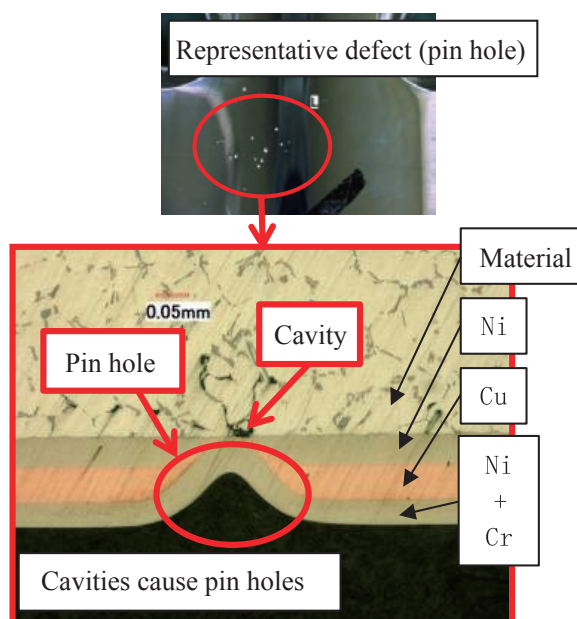 Representative defect (pin hole)
Material
0.05mm
Cavity
Ni
Pin hole
Cu
Ni
+
Cr
Cavities cause pin holes